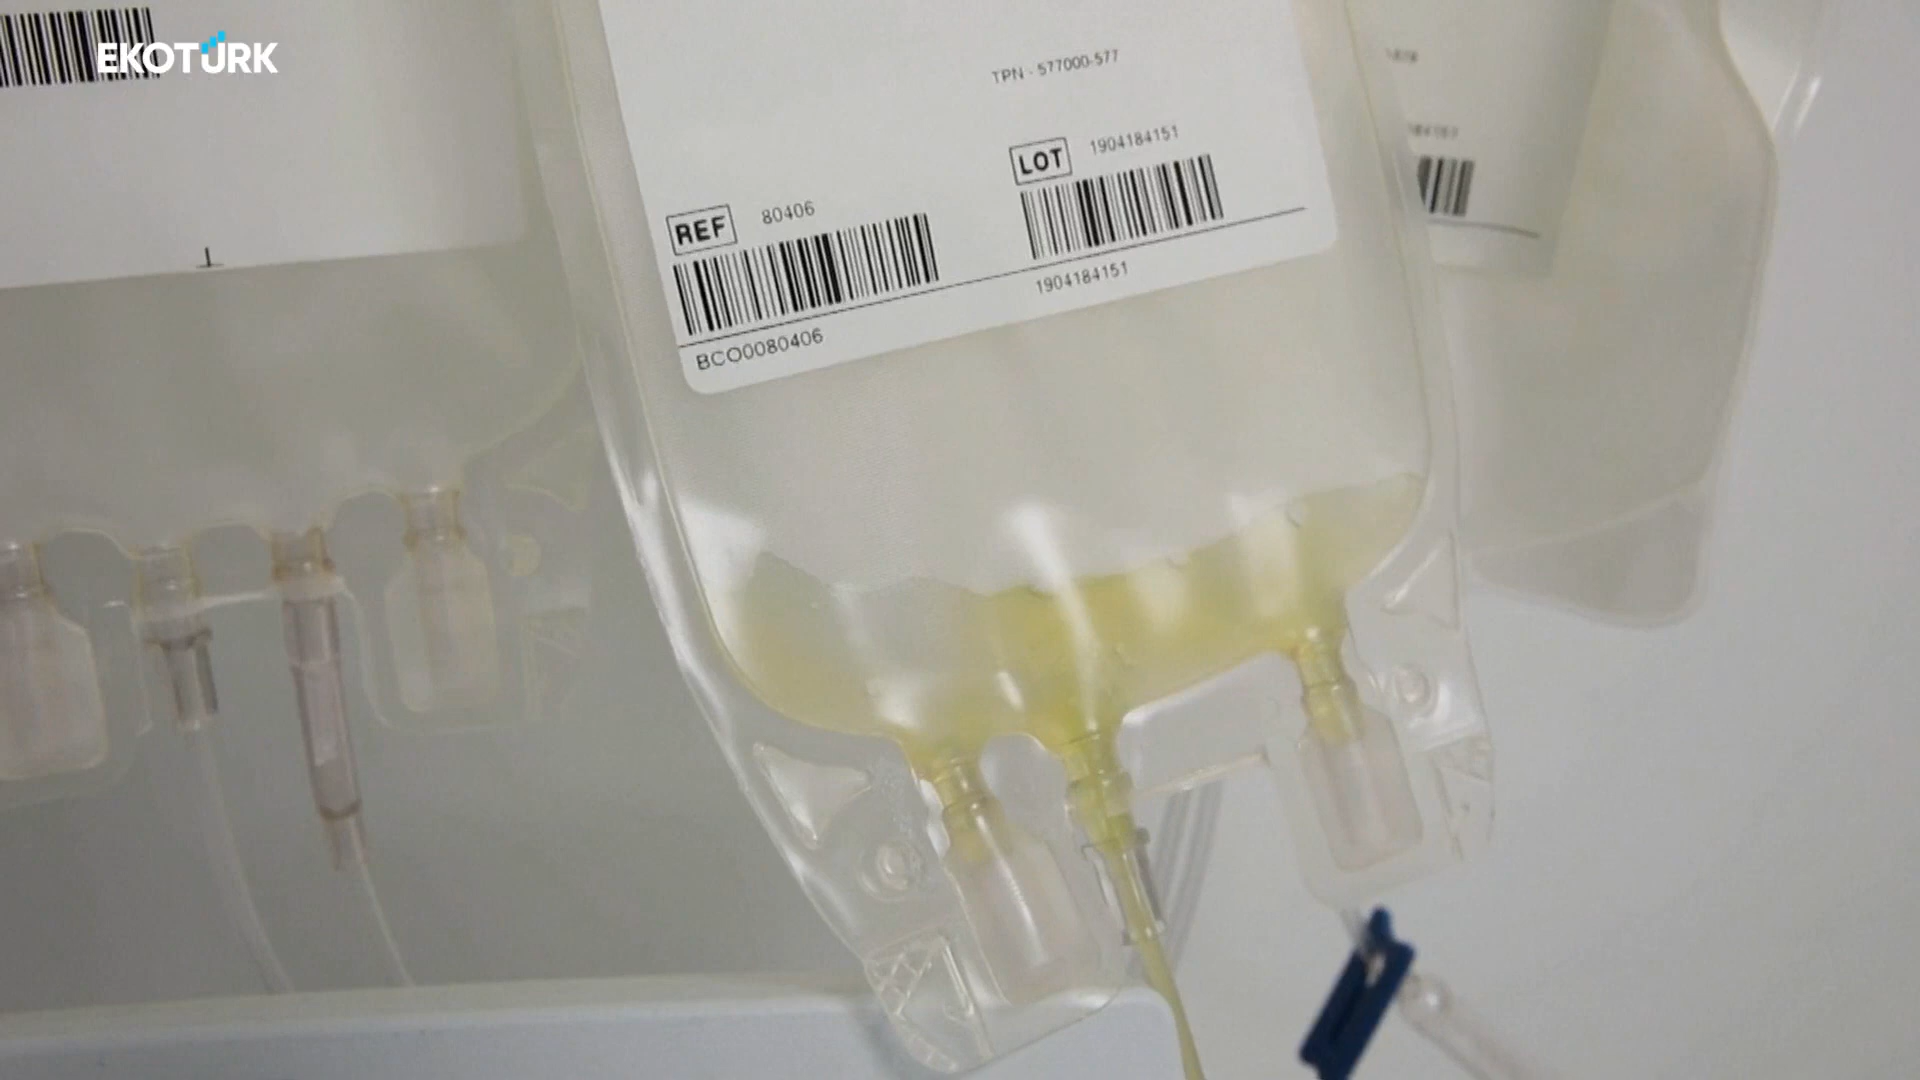 EKOTÜRK
TPN - 577000-577
LOT 1904184151
REF 80406
1904184151
BCO0080406